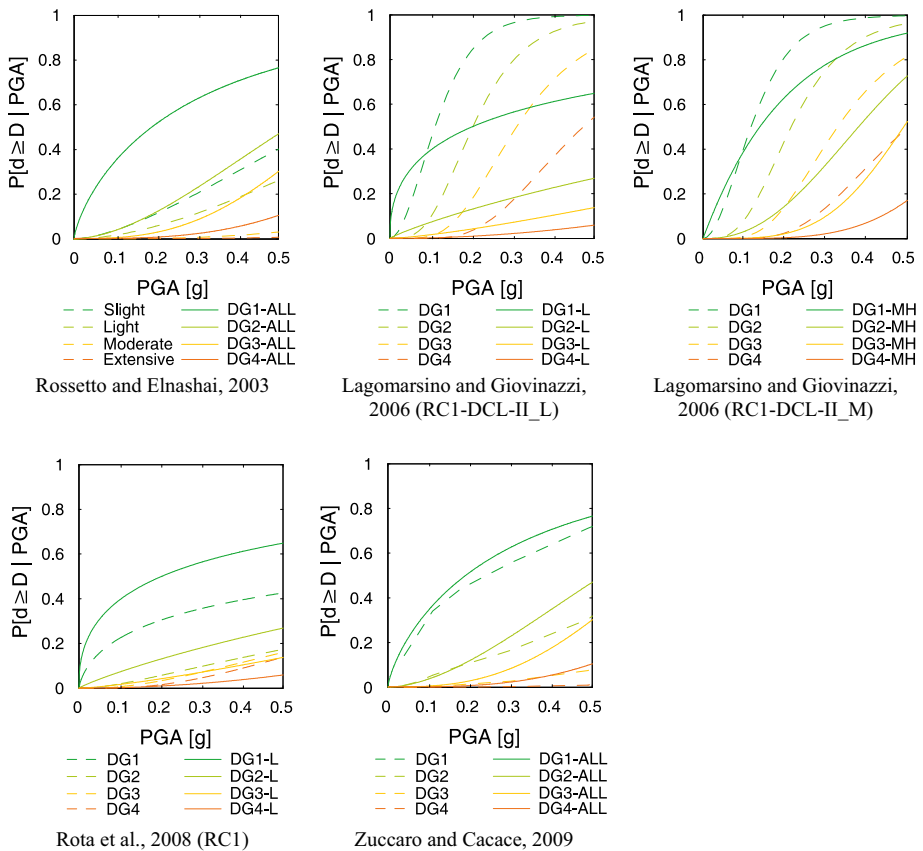 1
0.8
0.6
0.4
0.2
0
P[d ≥ D | PGA]
0 0.1 0.2 0.3 0.4 0.5
PGA [g]
Slight DG1-ALL
Light DG2-ALL
Moderate DG3-ALL
Extensive DG4-ALL
Rossetto and Elnashai, 2003
1
0.8
0.6
0.4
0.2
0
P[d ≥ D | PGA]
0 0.1 0.2 0.3 0.4 0.5
PGA [g]
DG1 DG1-L
DG2 DG2-L
DG3 DG3-L
DG4 DG4-L
Lagomarsino and Giovinazzi,
2006 (RC1-DCL-II_L)
1
0.8
0.6
0.4
0.2
0
P[d ≥ D | PGA]
0 0.1 0.2 0.3 0.4 0.5
PGA [g]
DG1 DG1-MH
DG2 DG2-MH
DG3 DG3-MH
DG4 DG4-MH
Lagomarsino and Giovinazzi,
2006 (RC1-DCL-II_M)
1
0.8
0.6
0.4
0.2
0
P[d ≥ D | PGA]
0 0.1 0.2 0.3 0.4 0.5
PGA [g]
DG1 DG1-L
DG2 DG2-L
DG3 DG3-L
DG4 DG4-L
Rota et al., 2008 (RC1)
1
0.8
0.6
0.4
0.2
0
P[d ≥ D | PGA]
0 0.1 0.2 0.3 0.4 0.5
PGA [g]
DG1 DG1-ALL
DG2 DG2-ALL
DG3 DG3-ALL
DG4 DG4-ALL
Zuccaro and Cacace, 2009